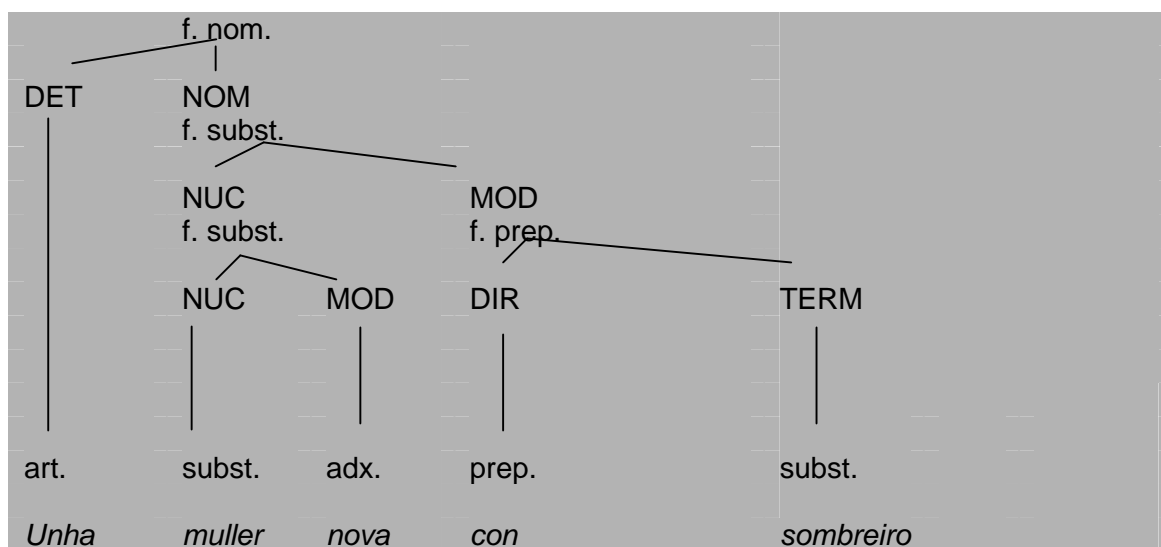 f. nom.
DET NOM
f. subst.
NUC MOD
f. subst. f. prep.
NUC MOD DIR TERM
art. subst. adx. prep. subst.
Unha muller nova con sombreiro